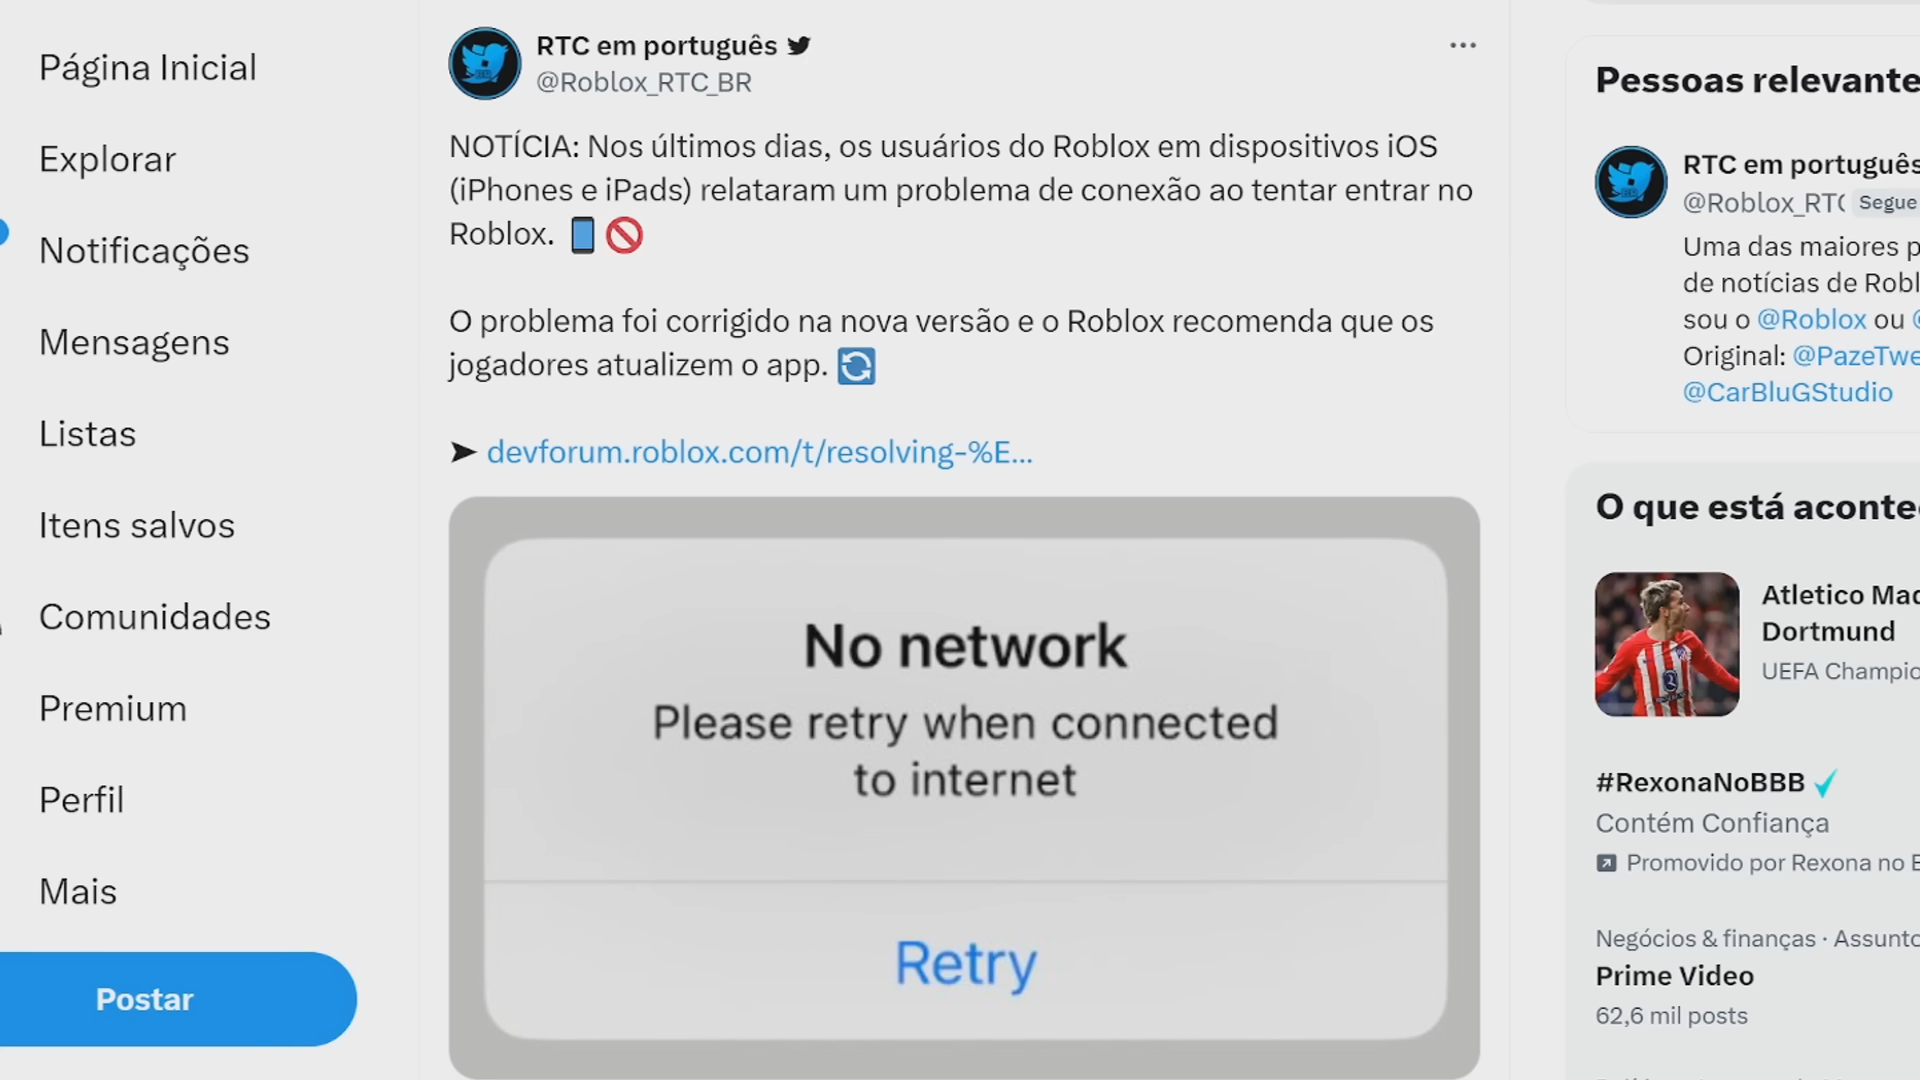 Página Inicial
Explorar
Notificações
Mensagens
Listas
Itens salvos
Comunidades
Premium
Perfil
Mais
Postar
RTC em português
@Roblox_RTC_BR
NOTÍCIA: Nos últimos dias, os usuários do Roblox em dispositivos iOS
(iPhones e iPads) relataram um problema de conexão ao tentar entrar no
Roblox. 📱🚫
O problema foi corrigido na nova versão e o Roblox recomenda que os
jogadores atualizem o app. 🔄
➤ devforum.roblox.com/t/resolving-%E...
No network
Please retry when connected
to internet
Retry
Pessoas relevante
RTC em português
@Roblox_RTC Segue
Uma das maiores p
de notícias de Robl
sou o @Roblox ou @
Original: @PazeTwe
@CarBluGStudio
O que está aconte
Atletico Mad
Dortmund
UEFA Champio
#RexonaNoBBB
Contém Confiança
Promovido por Rexona no B
Negócios & finanças · Assunto
Prime Video
62,6 mil posts